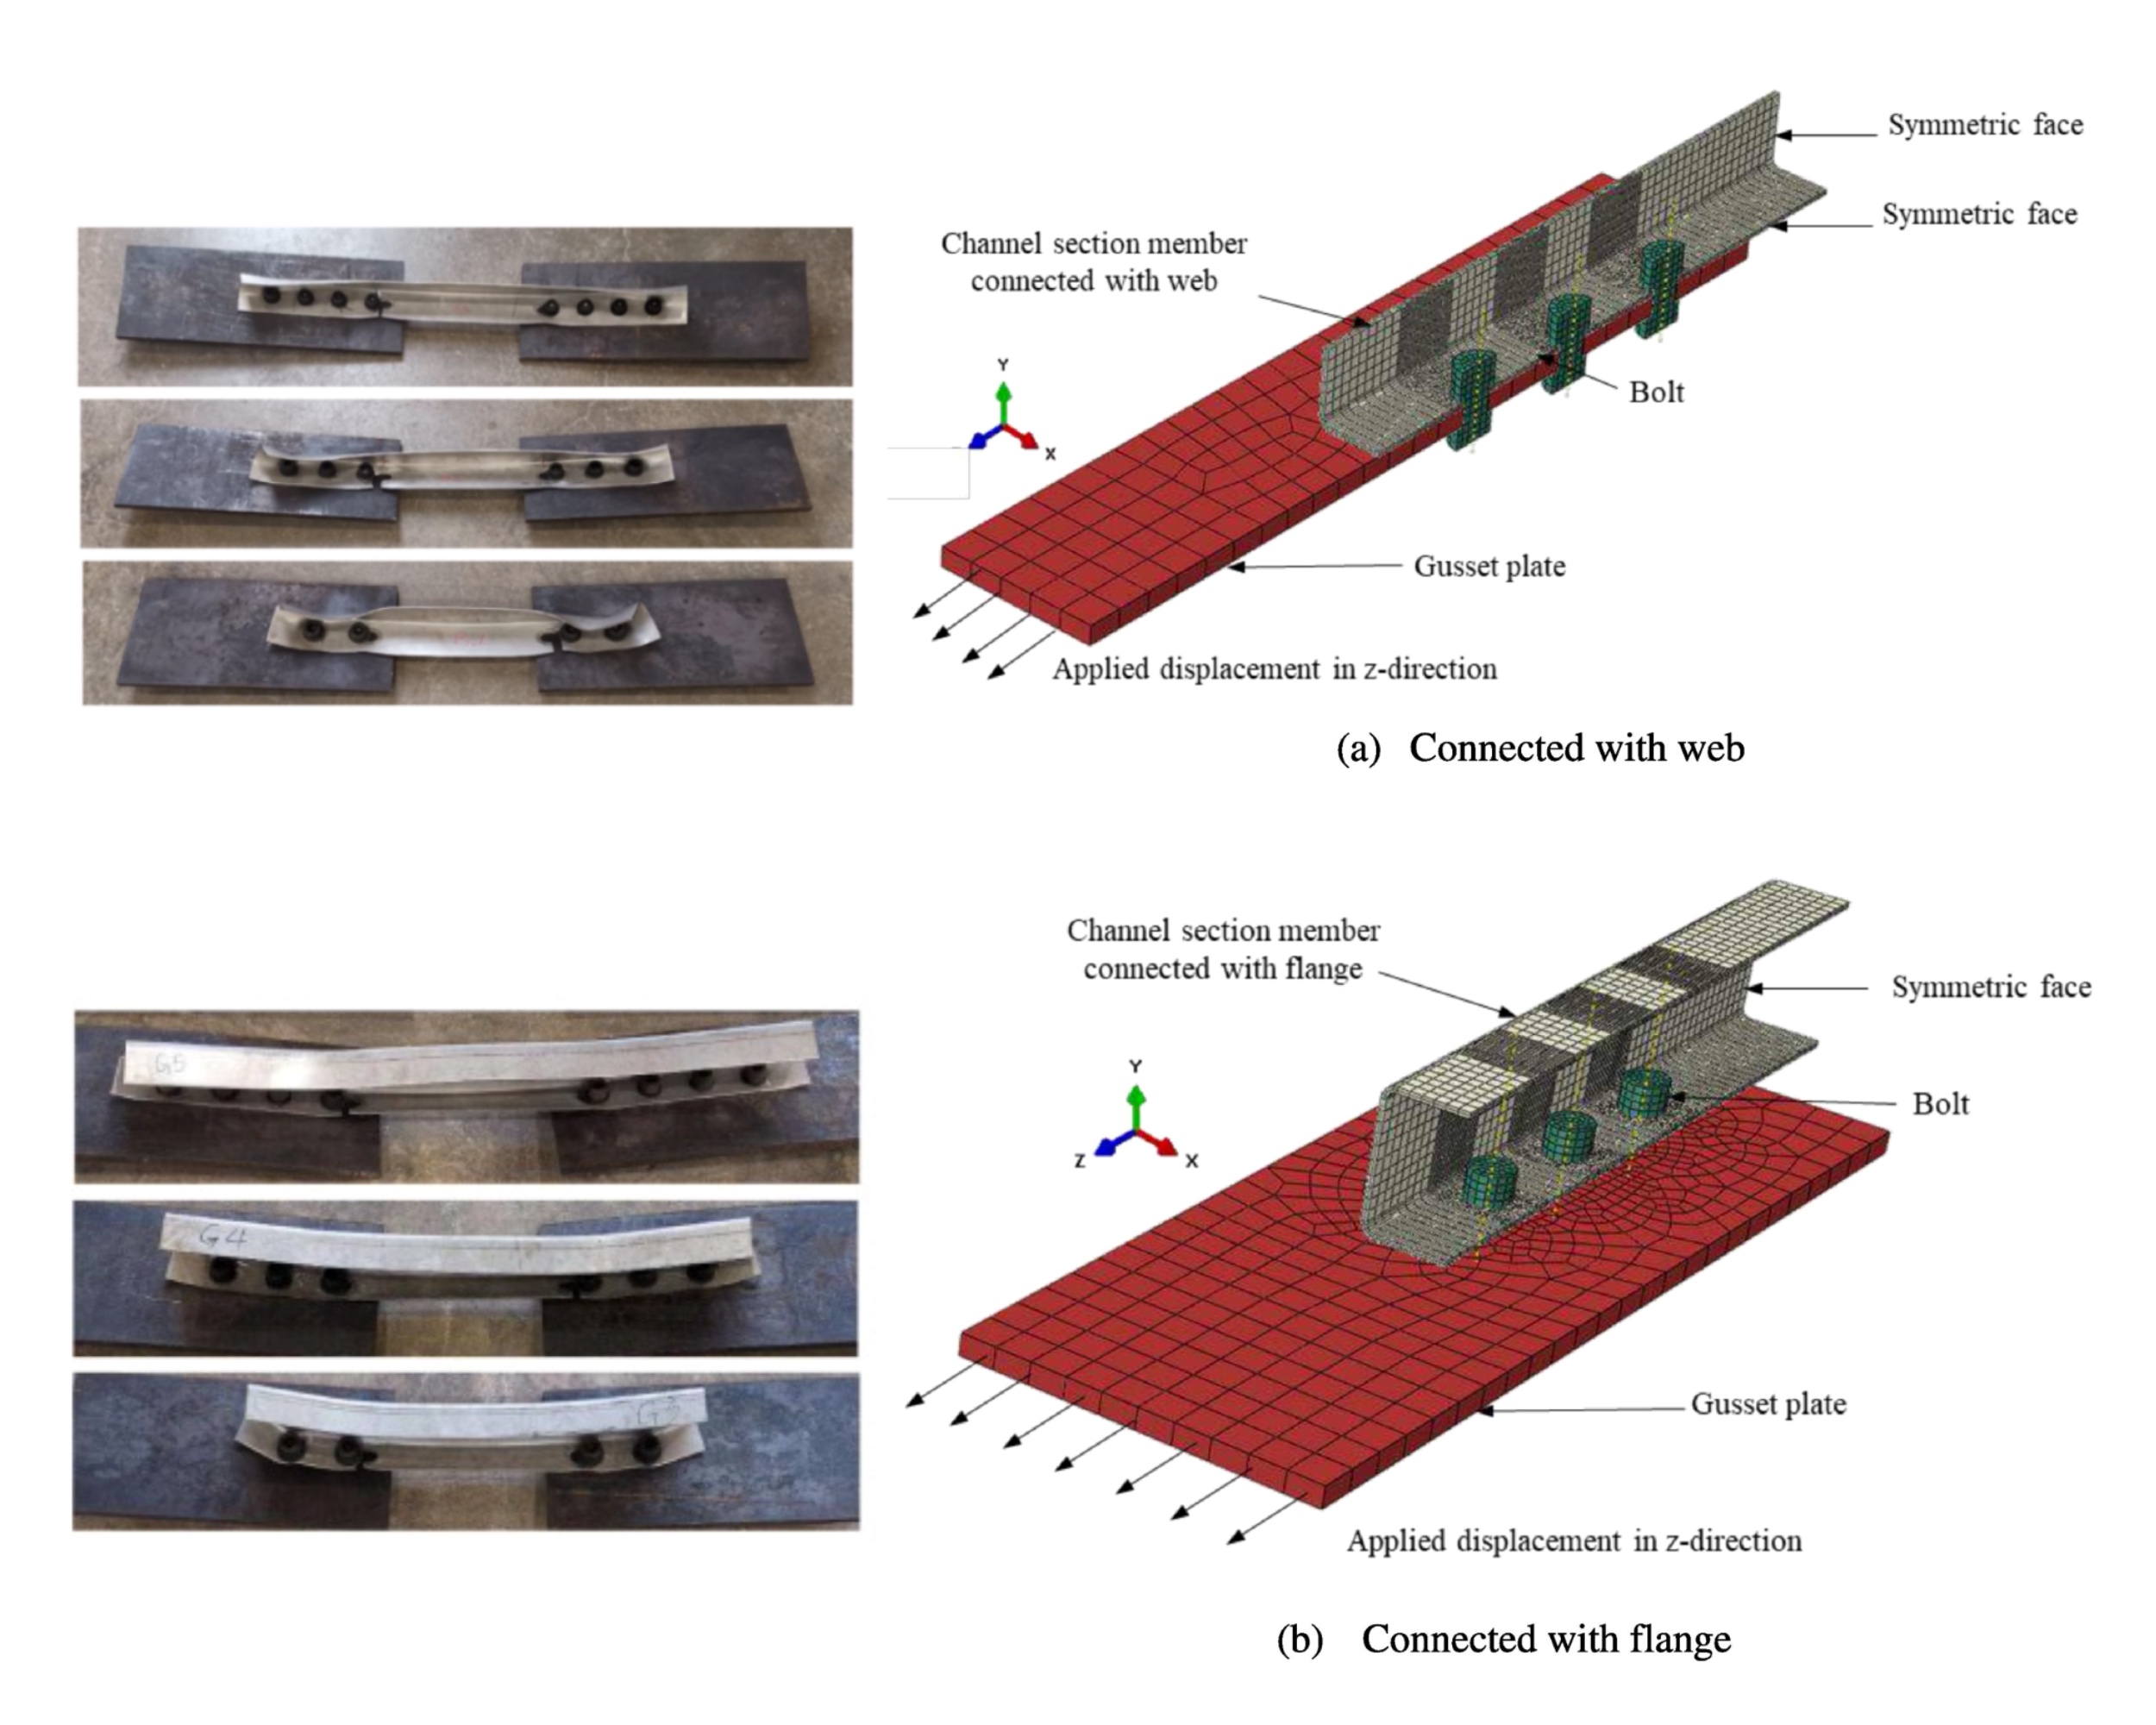 Symmetric face
Symmetric face
Channel section member
connected with web
Bolt
Y
X
Gusset plate
Applied displacement in z-direction
(a) Connected with web
Channel section member
connected with flange
Symmetric face
Bolt
Y
Z
X
G5
G4
Gusset plate
Applied displacement in z-direction
(b) Connected with flange